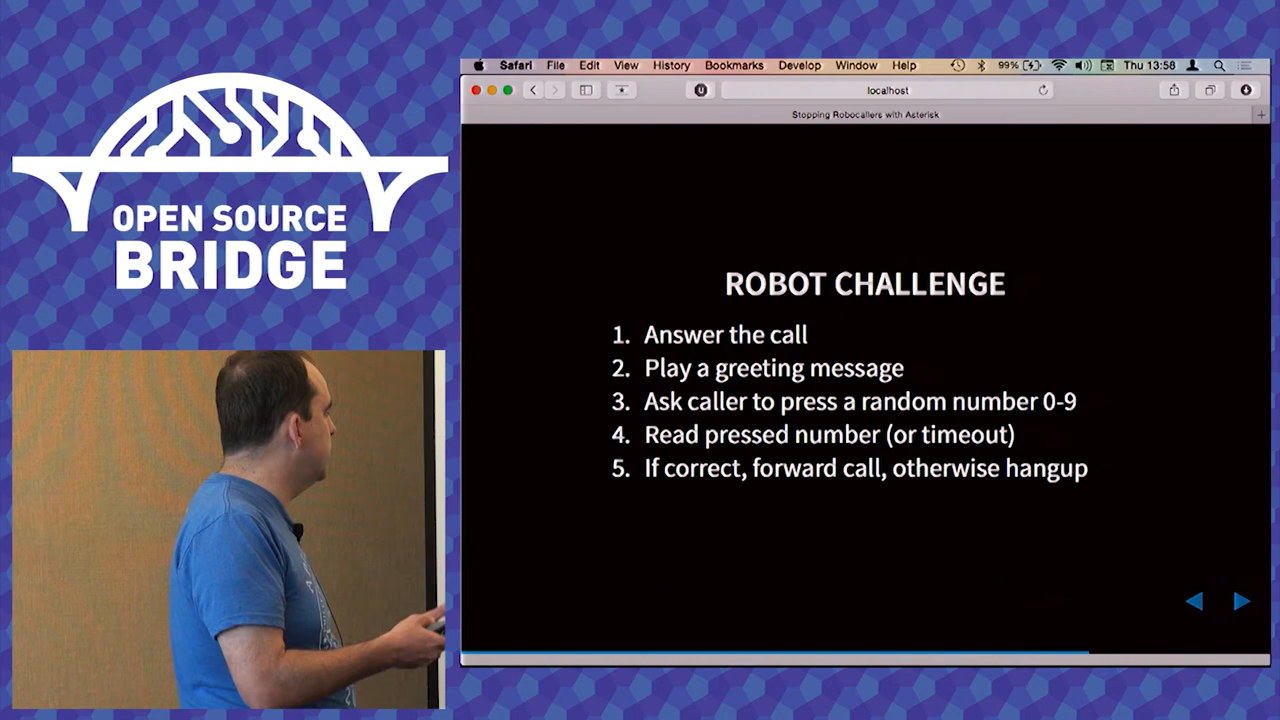 OPEN SOURCE
BRIDGE
Safari File Edit View History Bookmarks Develop Window Help 99% Thu 13:58
localhost
Stopping Robocallers with Asterisk
ROBOT CHALLENGE
1. Answer the call
2. Play a greeting message
3. Ask caller to press a random number 0-9
4. Read pressed number (or timeout)
5. If correct, forward call, otherwise hangup